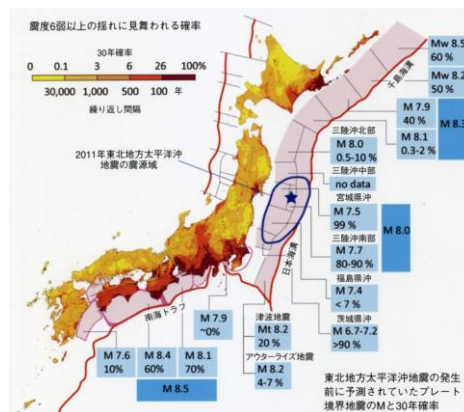 震度6弱以上の揺れに見舞われる確率
30年確率
0 0.1 3 6 26 100%
30,000 1,000 500 100 年
繰り返し間隔
2011年東北地方太平洋沖
地震の震源域
千島海溝
Mw 8.5
60 %
Mw 8.2
50 %
M 7.9
40 %
M 8.1
0.3-2 %
M 8.3
三陸沖北部
M 8.0
0.5-10 %
三陸沖中部
no data
宮城県沖
M 7.5
99 %
三陸沖南部
M 7.7
80-90 %
M 8.0
福島県沖
M 7.4
< 7%
茨城県沖
M 6.7-7.2
>90 %
日本海溝
津波地震
Mt 8.2
20 %
アウターライズ地震
M 8.2
4-7 %
南海トラフ
M 7.9
~0%
M 7.6
10%
M 8.4
60%
M 8.1
70%
M 8.5
東北地方太平洋沖地震の発生
前に予測されていたプレート
境界地震のMと30年確率